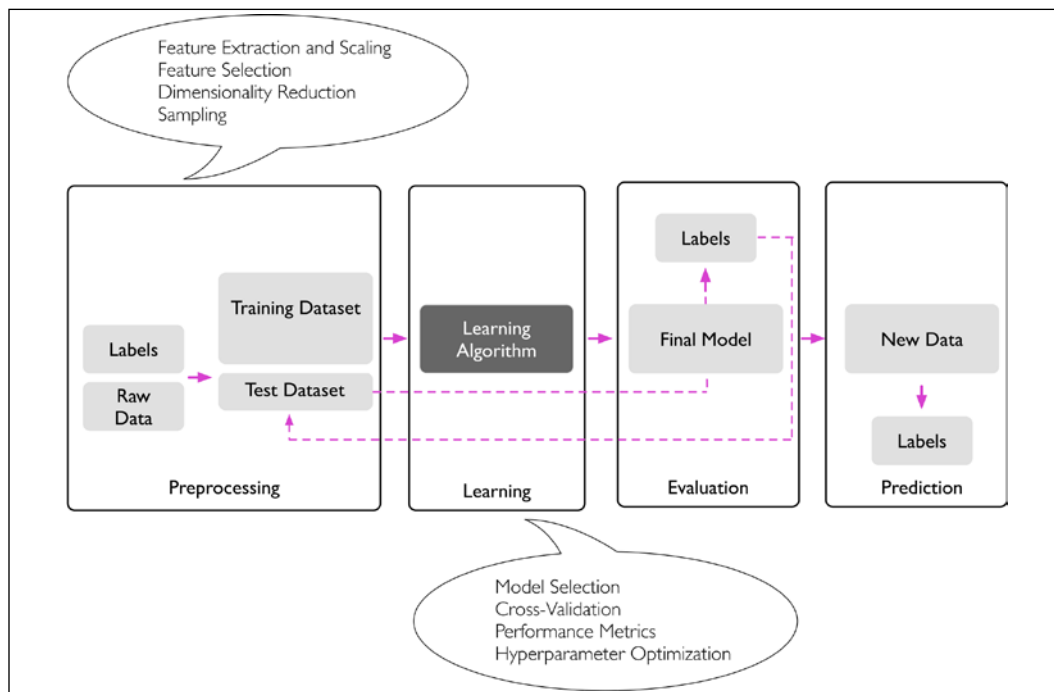 Feature Extraction and Scaling
Feature Selection
Dimensionality Reduction
Sampling
Labels
Raw
Data
Training Dataset
Test Dataset
Preprocessing
Learning
Algorithm
Learning
Labels
Final Model
Evaluation
New Data
Labels
Prediction
Model Selection
Cross-Validation
Performance Metrics
Hyperparameter Optimization